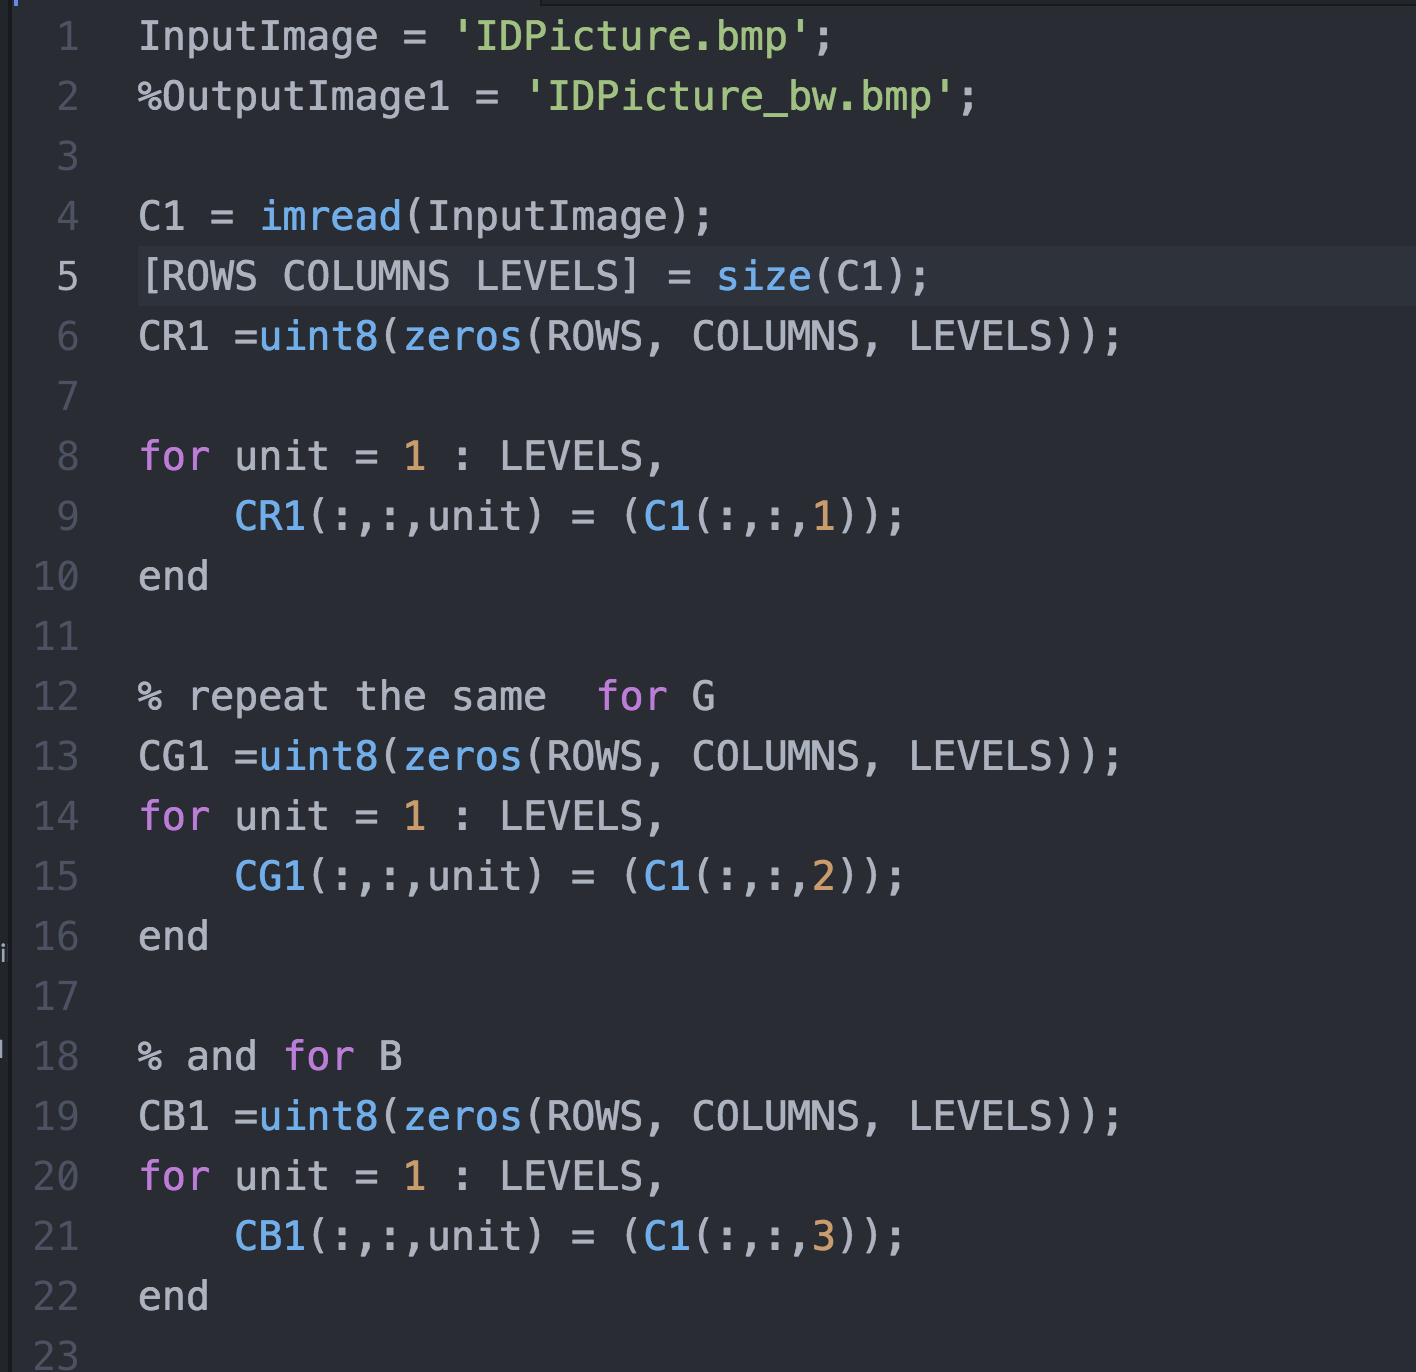 1 InputImage = 'IDPicture.bmp';
2 %OutputImage1 = 'IDPicture_bw.bmp';
3
4 C1 = imread(InputImage);
5 [ROWS COLUMNS LEVELS] = size(C1);
6 CR1 =uint8(zeros(ROWS, COLUMNS, LEVELS));
7
8 for unit = 1 : LEVELS,
9     CR1(:,:,unit) = (C1(:,:,1));
10 end
11
12 % repeat the same  for G
13 CG1 =uint8(zeros(ROWS, COLUMNS, LEVELS));
14 for unit = 1 : LEVELS,
15     CG1(:,:,unit) = (C1(:,:,2));
16 end
17
18 % and for B
19 CB1 =uint8(zeros(ROWS, COLUMNS, LEVELS));
20 for unit = 1 : LEVELS,
21     CB1(:,:,unit) = (C1(:,:,3));
22 end
23